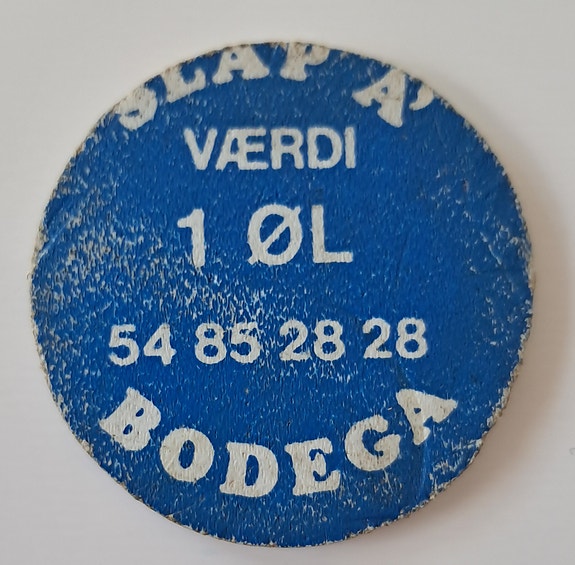 SLAP A'
VÆRDI
1 ØL
54 85 28 28
BODEGA